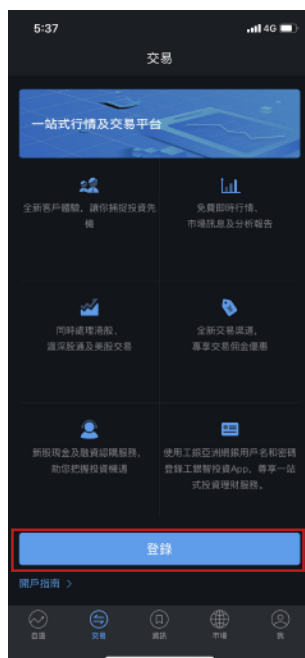 5:37
4G
交易
一站式行情及交易平台
全新客戶體驗，讓你捕捉投資先
機
免費即時行情、
市場訊息及分析報告
同時處理港股、
滬深股通及美股交易
全新交易渠道，
專享交易佣金優惠
新股現金及融資認購服務，
助你把握投資機遇
使用工銀亞洲網銀用戶名和密碼
登錄工銀智投資App，尊享一站
式投資理財服務。
登錄
開戶指南 >
交易
資訊
市場
我